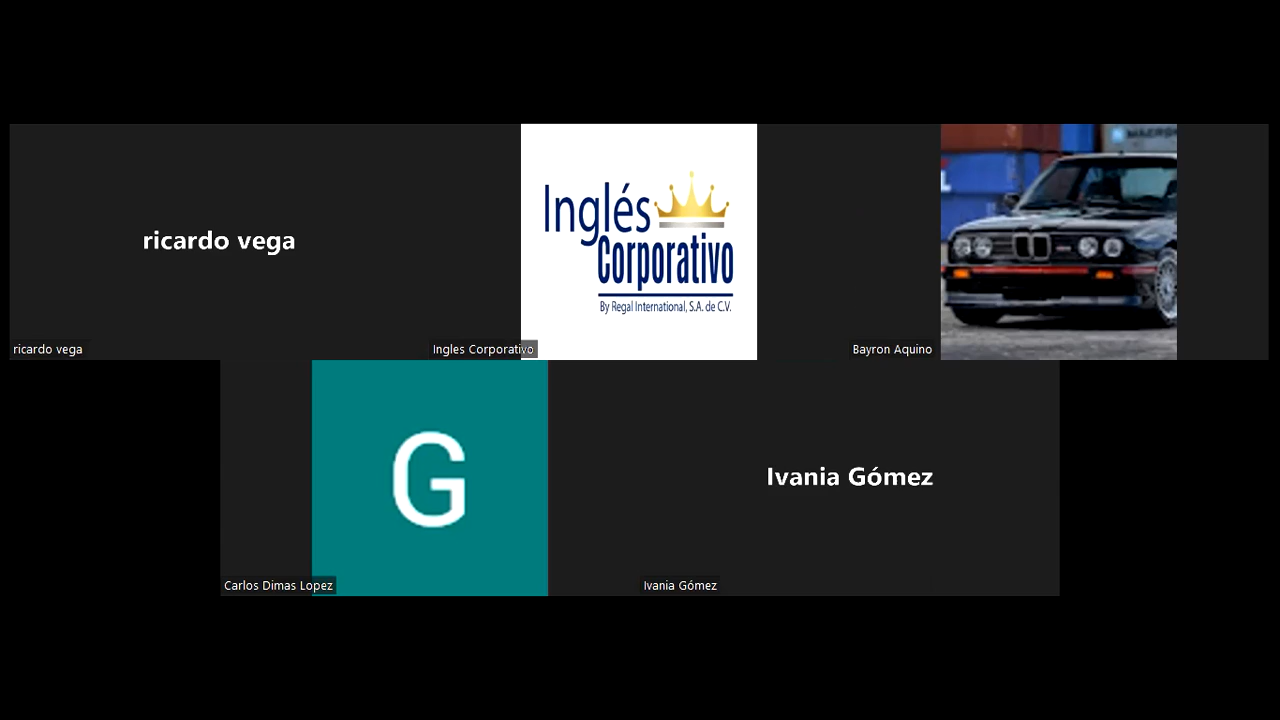 ricardo vega
ricardo vega
Inglés
Corporativo
By Regal International, S.A. de C.V.
Ingles Corporativo
Bayron Aquino
G
Carlos Dimas Lopez
Ivania Gómez
Ivania Gómez